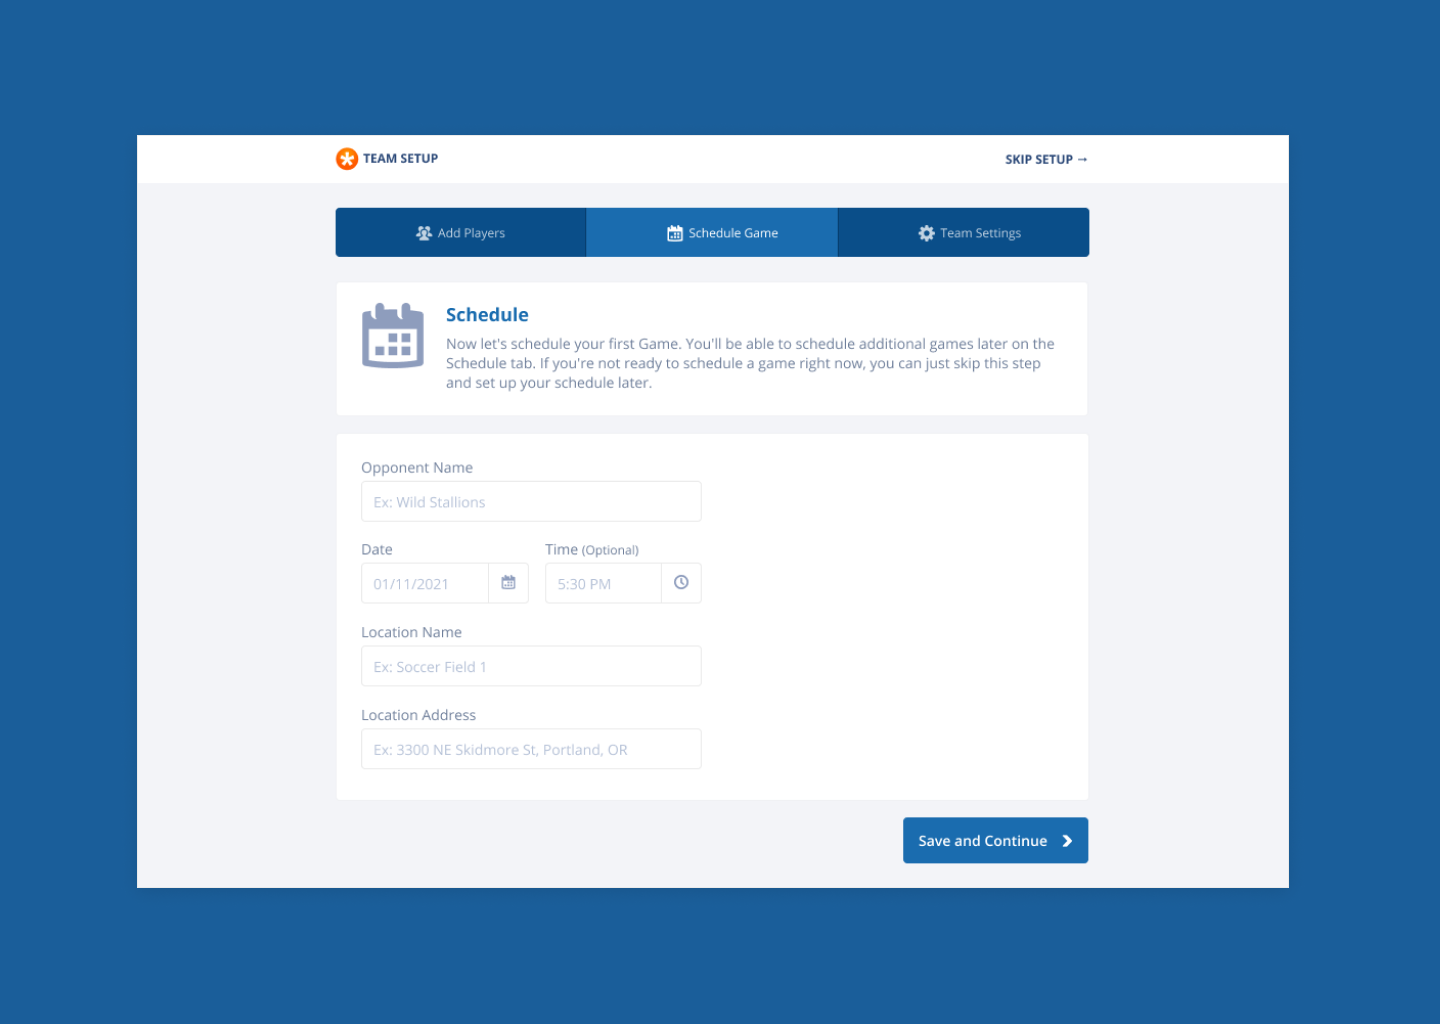 TEAM SETUP
SKIP SETUP →
Add Players
Schedule Game
Team Settings
Schedule
Now let's schedule your first Game. You'll be able to schedule additional games later on the
Schedule tab. If you're not ready to schedule a game right now, you can just skip this step
and set up your schedule later.
Opponent Name
Ex: Wild Stallions
Date
Time (Optional)
01/11/2021
5:30 PM
Location Name
Ex: Soccer Field 1
Location Address
Ex: 3300 NE Skidmore St, Portland, OR
Save and Continue